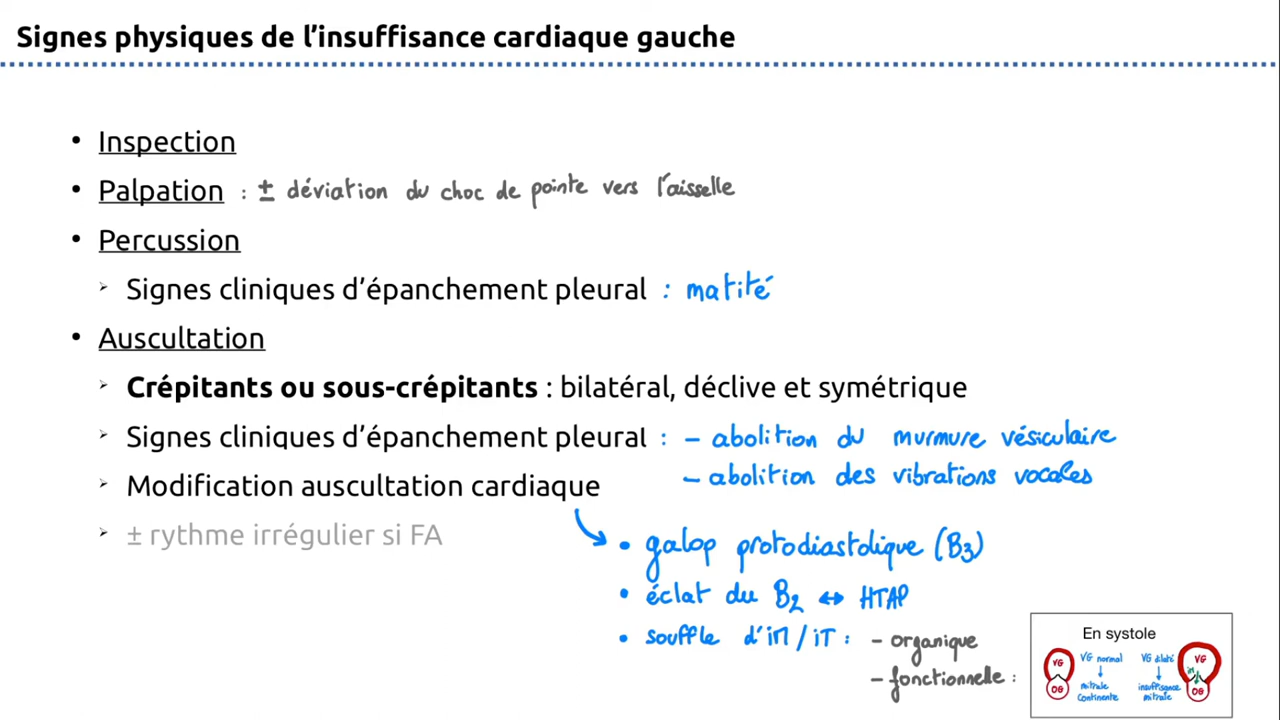 Signes physiques de l’insuffisance cardiaque gauche
• Inspection
• Palpation : ± déviation du choc de pointe vers l'aisselle
• Percussion
➢ Signes cliniques d’épanchement pleural : matité
• Auscultation
➢ Crépitants ou sous-crépitants : bilatéral, déclive et symétrique
➢ Signes cliniques d’épanchement pleural : - abolition du murmure vésiculaire
- abolition des vibrations vocales
➢ Modification auscultation cardiaque
➢ ± rythme irrégulier si FA
• galop protodiastolique (B3)
• éclat du B2 ↔ HTAP
• souffle d'iM / iT : - organique
- fonctionnelle :
En systole
VG VG normal ↓ mitrale continente OG
VG dilaté ↓ insuffisance mitrale VG iM OG